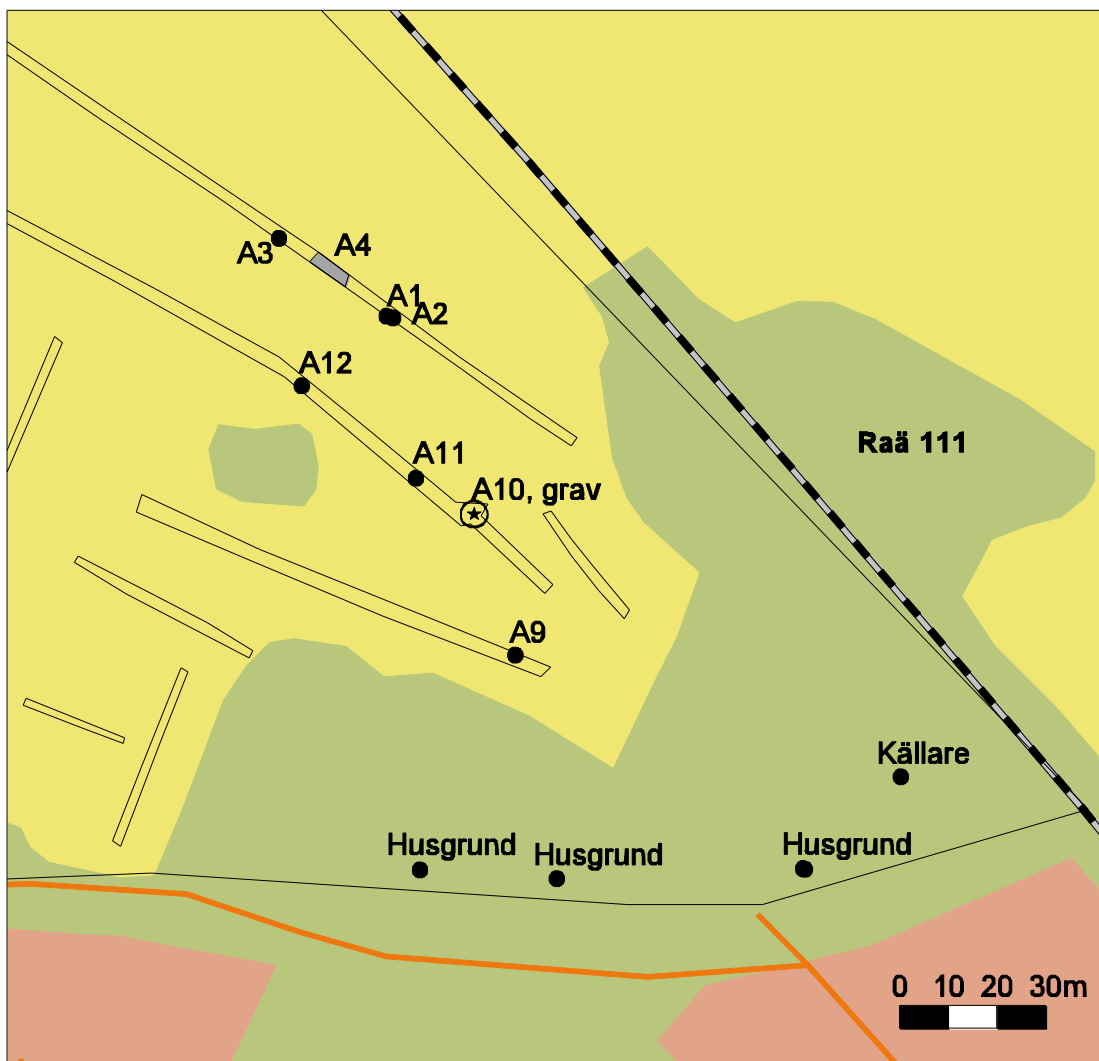 A4
A3
A1
A2
A12
Raä 111
A11
A10, grav
A9
Källare
Husgrund
Husgrund
Husgrund
0 10 20 30m